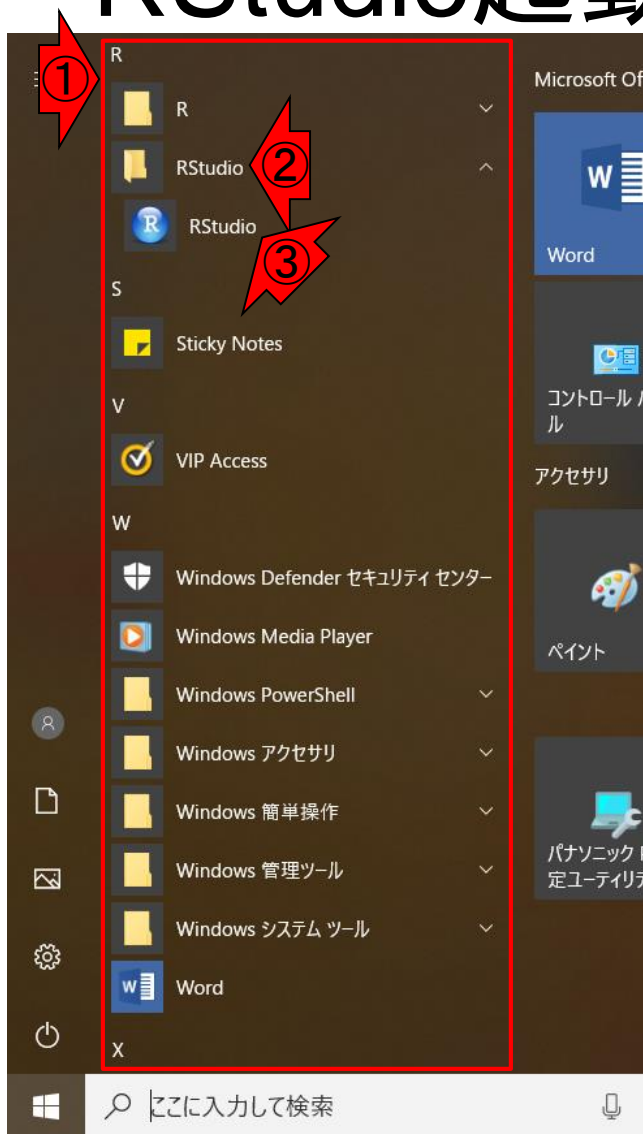 RStudio起動
①
R
R
RStudio
②
RStudio
③
S
Sticky Notes
V
VIP Access
W
Windows Defender セキュリティ センター
Windows Media Player
Windows PowerShell
Windows アクセサリ
Windows 簡単操作
Windows 管理ツール
Windows システム ツール
Word
X
Microsoft Of
Word
コントロール
ル
アクセサリ
ペイント
パナソニック
定ユーティリテ
ここに入力して検索